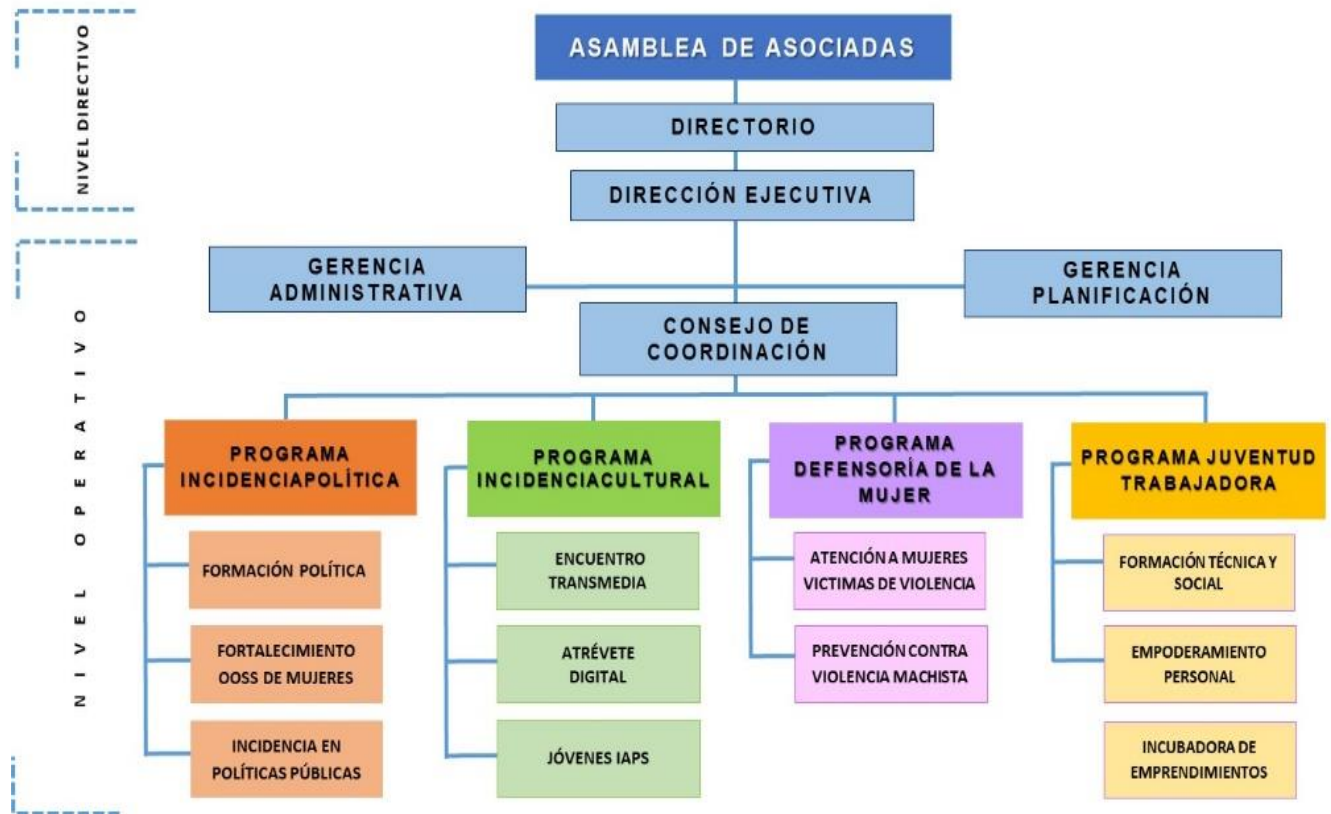 NIVEL DIRECTIVO
ASAMBLEA DE ASOCIADAS
DIRECTORIO
DIRECCIÓN EJECUTIVA
NIVEL OPERATIVO
GERENCIA
ADMINISTRATIVA
GERENCIA
PLANIFICACIÓN
CONSEJO DE
COORDINACIÓN
PROGRAMA
INCIDENCIAPOLÍTICA
FORMACIÓN POLÍTICA
FORTALECIMIENTO
OOSS DE MUJERES
INCIDENCIA EN
POLÍTICAS PÚBLICAS
PROGRAMA
INCIDENCIACULTURAL
ENCUENTRO
TRANSMEDIA
ATRÉVETE
DIGITAL
JÓVENES IAPS
PROGRAMA
DEFENSORÍA DE LA
MUJER
ATENCIÓN A MUJERES
VICTIMAS DE VIOLENCIA
PREVENCIÓN CONTRA
VIOLENCIA MACHISTA
PROGRAMA JUVENTUD
TRABAJADORA
FORMACIÓN TÉCNICA Y
SOCIAL
EMPODERAMIENTO
PERSONAL
INCUBADORA DE
EMPRENDIMIENTOS